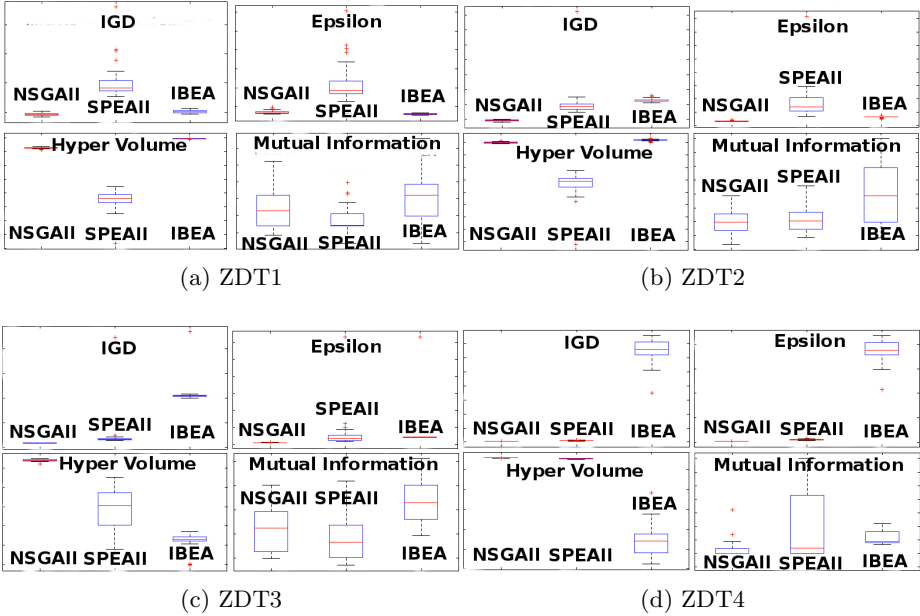 IGD
NSGAII
SPEAII
IBEA
Epsilon
NSGAII
SPEAII
IBEA
Hyper Volume
NSGAII
SPEAII
IBEA
Mutual Information
NSGAII
SPEAII
IBEA
(a) ZDT1
IGD
NSGAII
SPEAII
IBEA
Epsilon
NSGAII
SPEAII
IBEA
Hyper Volume
NSGAII
SPEAII
IBEA
Mutual Information
NSGAII
SPEAII
IBEA
(b) ZDT2
IGD
NSGAII
SPEAII
IBEA
Epsilon
NSGAII
SPEAII
IBEA
Hyper Volume
NSGAII
SPEAII
IBEA
Mutual Information
NSGAII
SPEAII
IBEA
(c) ZDT3
IGD
NSGAII
SPEAII
IBEA
Epsilon
NSGAII
SPEAII
IBEA
Hyper Volume
NSGAII
SPEAII
IBEA
Mutual Information
NSGAII
SPEAII
IBEA
(d) ZDT4